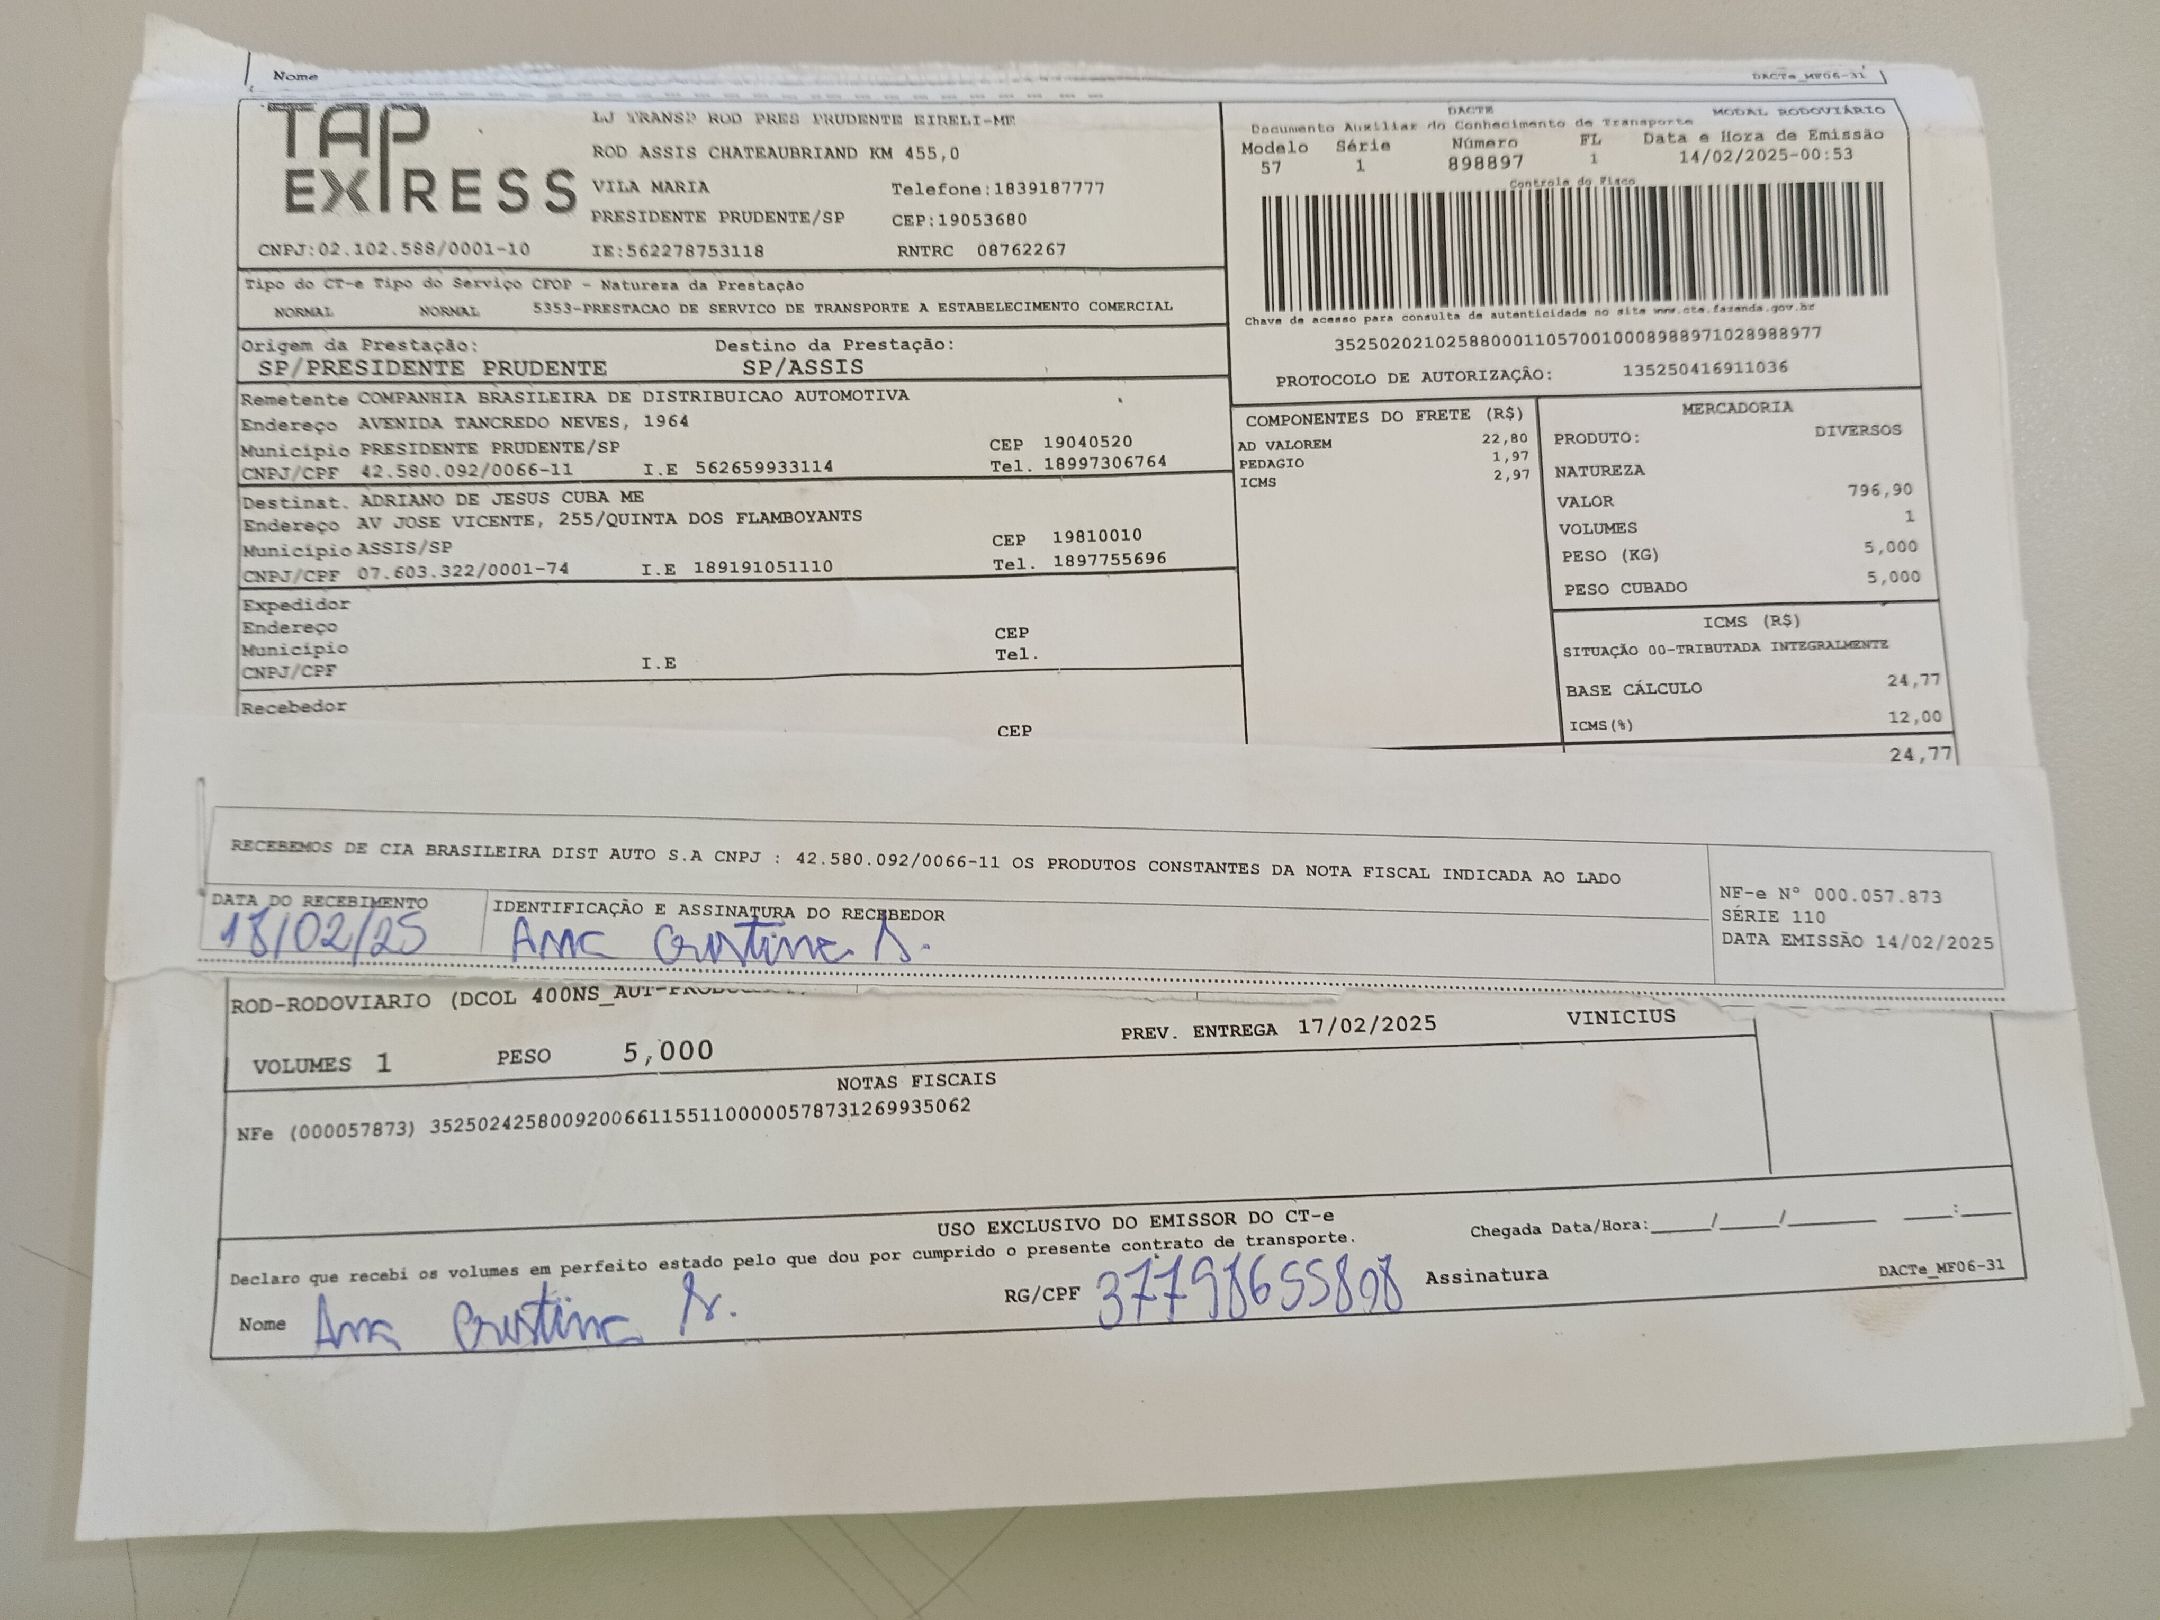 Nome DACTe_MF06-31
TAP EXPRESS
LJ TRANSP ROD PRES PRUDENTE EIRELI-ME
ROD ASSIS CHATEAUBRIAND KM 455,0
VILA MARIA Telefone:1839187777
PRESIDENTE PRUDENTE/SP CEP:19053680
CNPJ:02.102.588/0001-10 IE:562278753118 RNTRC 08762267
DACTE MODAL RODOVIÁRIO
Documento Auxiliar do Conhecimento de Transporte
Modelo Série Número FL Data e Hora de Emissão
57 1 898897 1 14/02/2025-00:53
Controle do Fisco
Chave de acesso para consulta de autenticidade no site www.cte.fazenda.gov.br
35250202102588000110570010008988971028988977
PROTOCOLO DE AUTORIZAÇÃO: 135250416911036
Tipo do CT-e Tipo do Serviço CFOP - Natureza da Prestação
NORMAL NORMAL 5353-PRESTACAO DE SERVICO DE TRANSPORTE A ESTABELECIMENTO COMERCIAL
Origem da Prestação: Destino da Prestação:
SP/PRESIDENTE PRUDENTE SP/ASSIS
Remetente COMPANHIA BRASILEIRA DE DISTRIBUICAO AUTOMOTIVA
Endereço AVENIDA TANCREDO NEVES, 1964
Município PRESIDENTE PRUDENTE/SP CEP 19040520
CNPJ/CPF 42.580.092/0066-11 I.E 562659933114 Tel. 18997306764
Destinat. ADRIANO DE JESUS CUBA ME
Endereço AV JOSE VICENTE, 255/QUINTA DOS FLAMBOYANTS
Município ASSIS/SP CEP 19810010
CNPJ/CPF 07.603.322/0001-74 I.E 189191051110 Tel. 1897755696
Expedidor
Endereço CEP
Município Tel.
CNPJ/CPF I.E
Recebedor
CEP
COMPONENTES DO FRETE (R$)
AD VALOREM 22,80
PEDAGIO 1,97
ICMS 2,97
MERCADORIA
PRODUTO: DIVERSOS
NATUREZA
VALOR 796,90
VOLUMES 1
PESO (KG) 5,000
PESO CUBADO 5,000
ICMS (R$)
SITUAÇÃO 00-TRIBUTADA INTEGRALMENTE
BASE CÁLCULO 24,77
ICMS(%) 12,00
24,77
RECEBEMOS DE CIA BRASILEIRA DIST AUTO S.A CNPJ : 42.580.092/0066-11 OS PRODUTOS CONSTANTES DA NOTA FISCAL INDICADA AO LADO
DATA DO RECEBIMENTO IDENTIFICAÇÃO E ASSINATURA DO RECEBEDOR
18/02/25 Ana Cristina S.
NF-e N° 000.057.873
SÉRIE 110
DATA EMISSÃO 14/02/2025
ROD-RODOVIARIO (DCOL 400NS_AUT-
VOLUMES 1 PESO 5,000 PREV. ENTREGA 17/02/2025 VINICIUS
NOTAS FISCAIS
NFe (000057873) 35250242580092006611551100000578731269935062
USO EXCLUSIVO DO EMISSOR DO CT-e
Declaro que recebi os volumes em perfeito estado pelo que dou por cumprido o presente contrato de transporte.
Chegada Data/Hora:_____/_____/_______ ____:____
Nome Ana Cristina S. RG/CPF 37798655808 Assinatura
DACTe_MF06-31